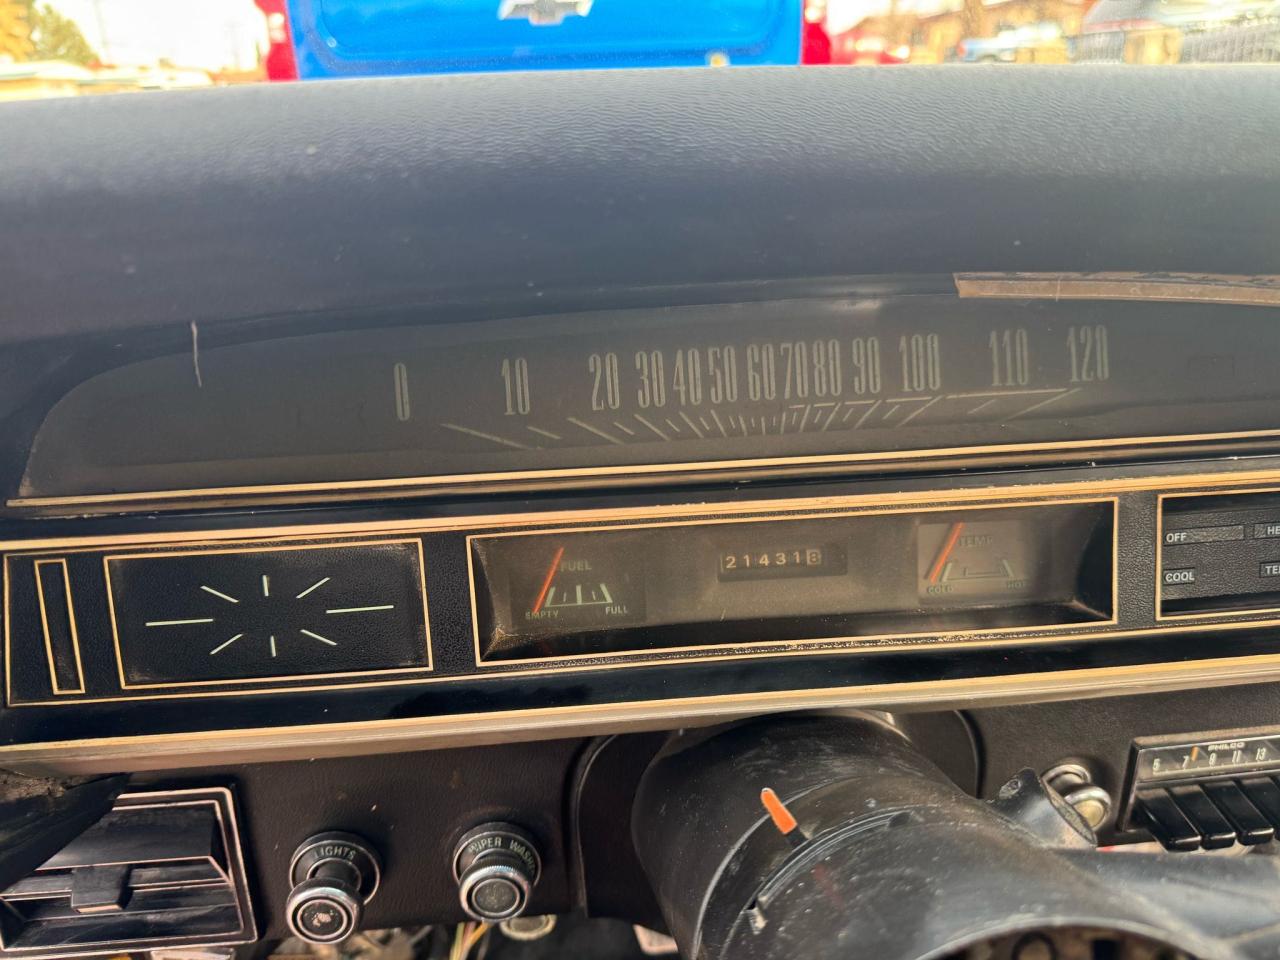 0 10 20 30 40 50 60 70 80 90 100 110 120
FUEL
EMPTY FULL
214318
TEMP
COLD HOT
OFF
COOL
LIGHTS
WIPER WASH
PHILCO
5 7 9 11 13